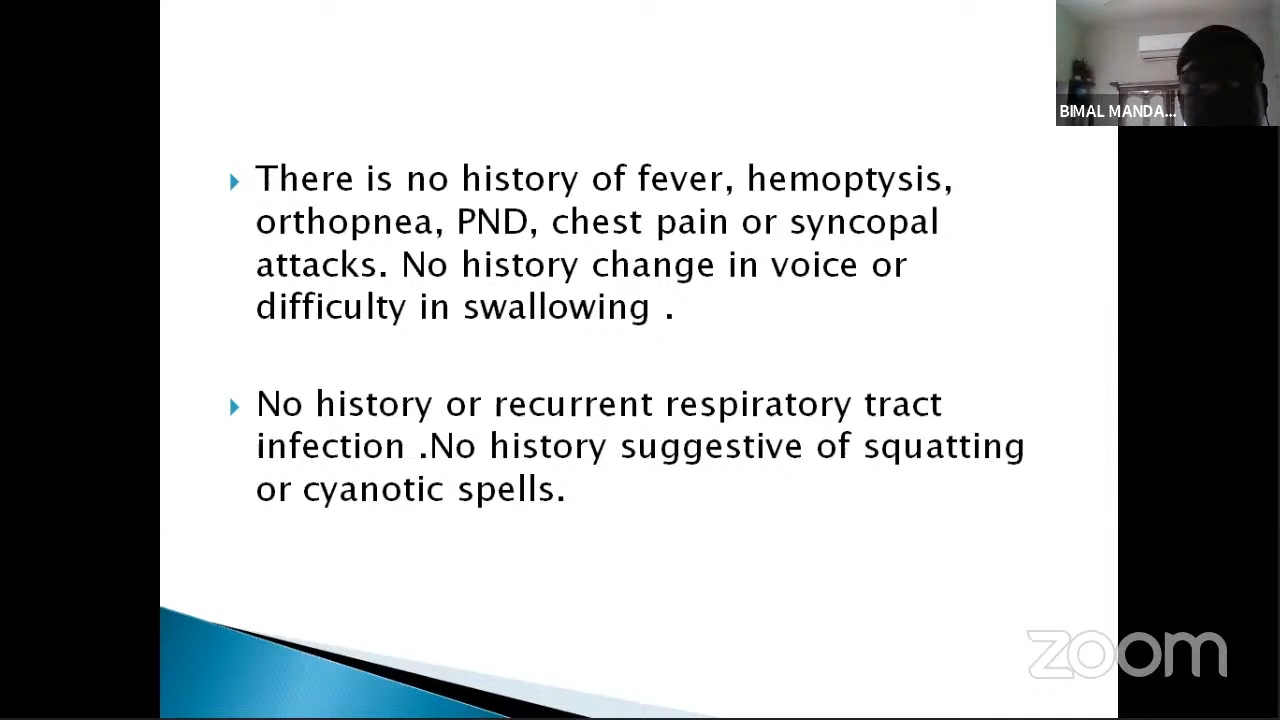 BIMAL MANDA...
There is no history of fever, hemoptysis,
orthopnea, PND, chest pain or syncopal
attacks. No history change in voice or
difficulty in swallowing .
No history or recurrent respiratory tract
infection .No history suggestive of squatting
or cyanotic spells.
zoom